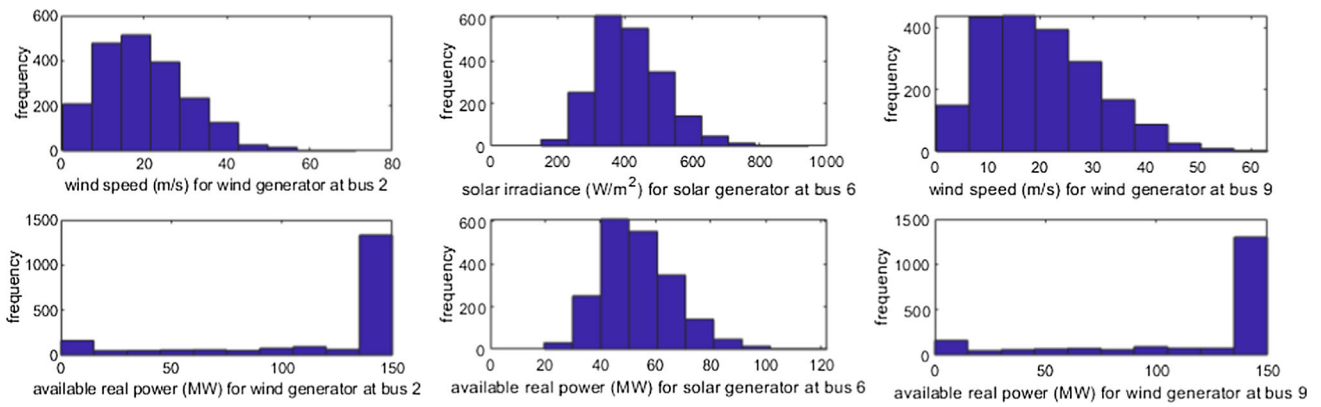 600
400
200
0
frequency
0 20 40 60 80
wind speed (m/s) for wind generator at bus 2
600
400
200
0
frequency
0 200 400 600 800 1000
solar irradiance (W/m²) for solar generator at bus 6
400
200
0
frequency
0 10 20 30 40 50 60
wind speed (m/s) for wind generator at bus 9
1500
1000
500
0
frequency
0 50 100 150
available real power (MW) for wind generator at bus 2
600
400
200
0
frequency
0 20 40 60 80 100 120
available real power (MW) for solar generator at bus 6
1500
1000
500
0
frequency
0 50 100 150
available real power (MW) for wind generator at bus 9